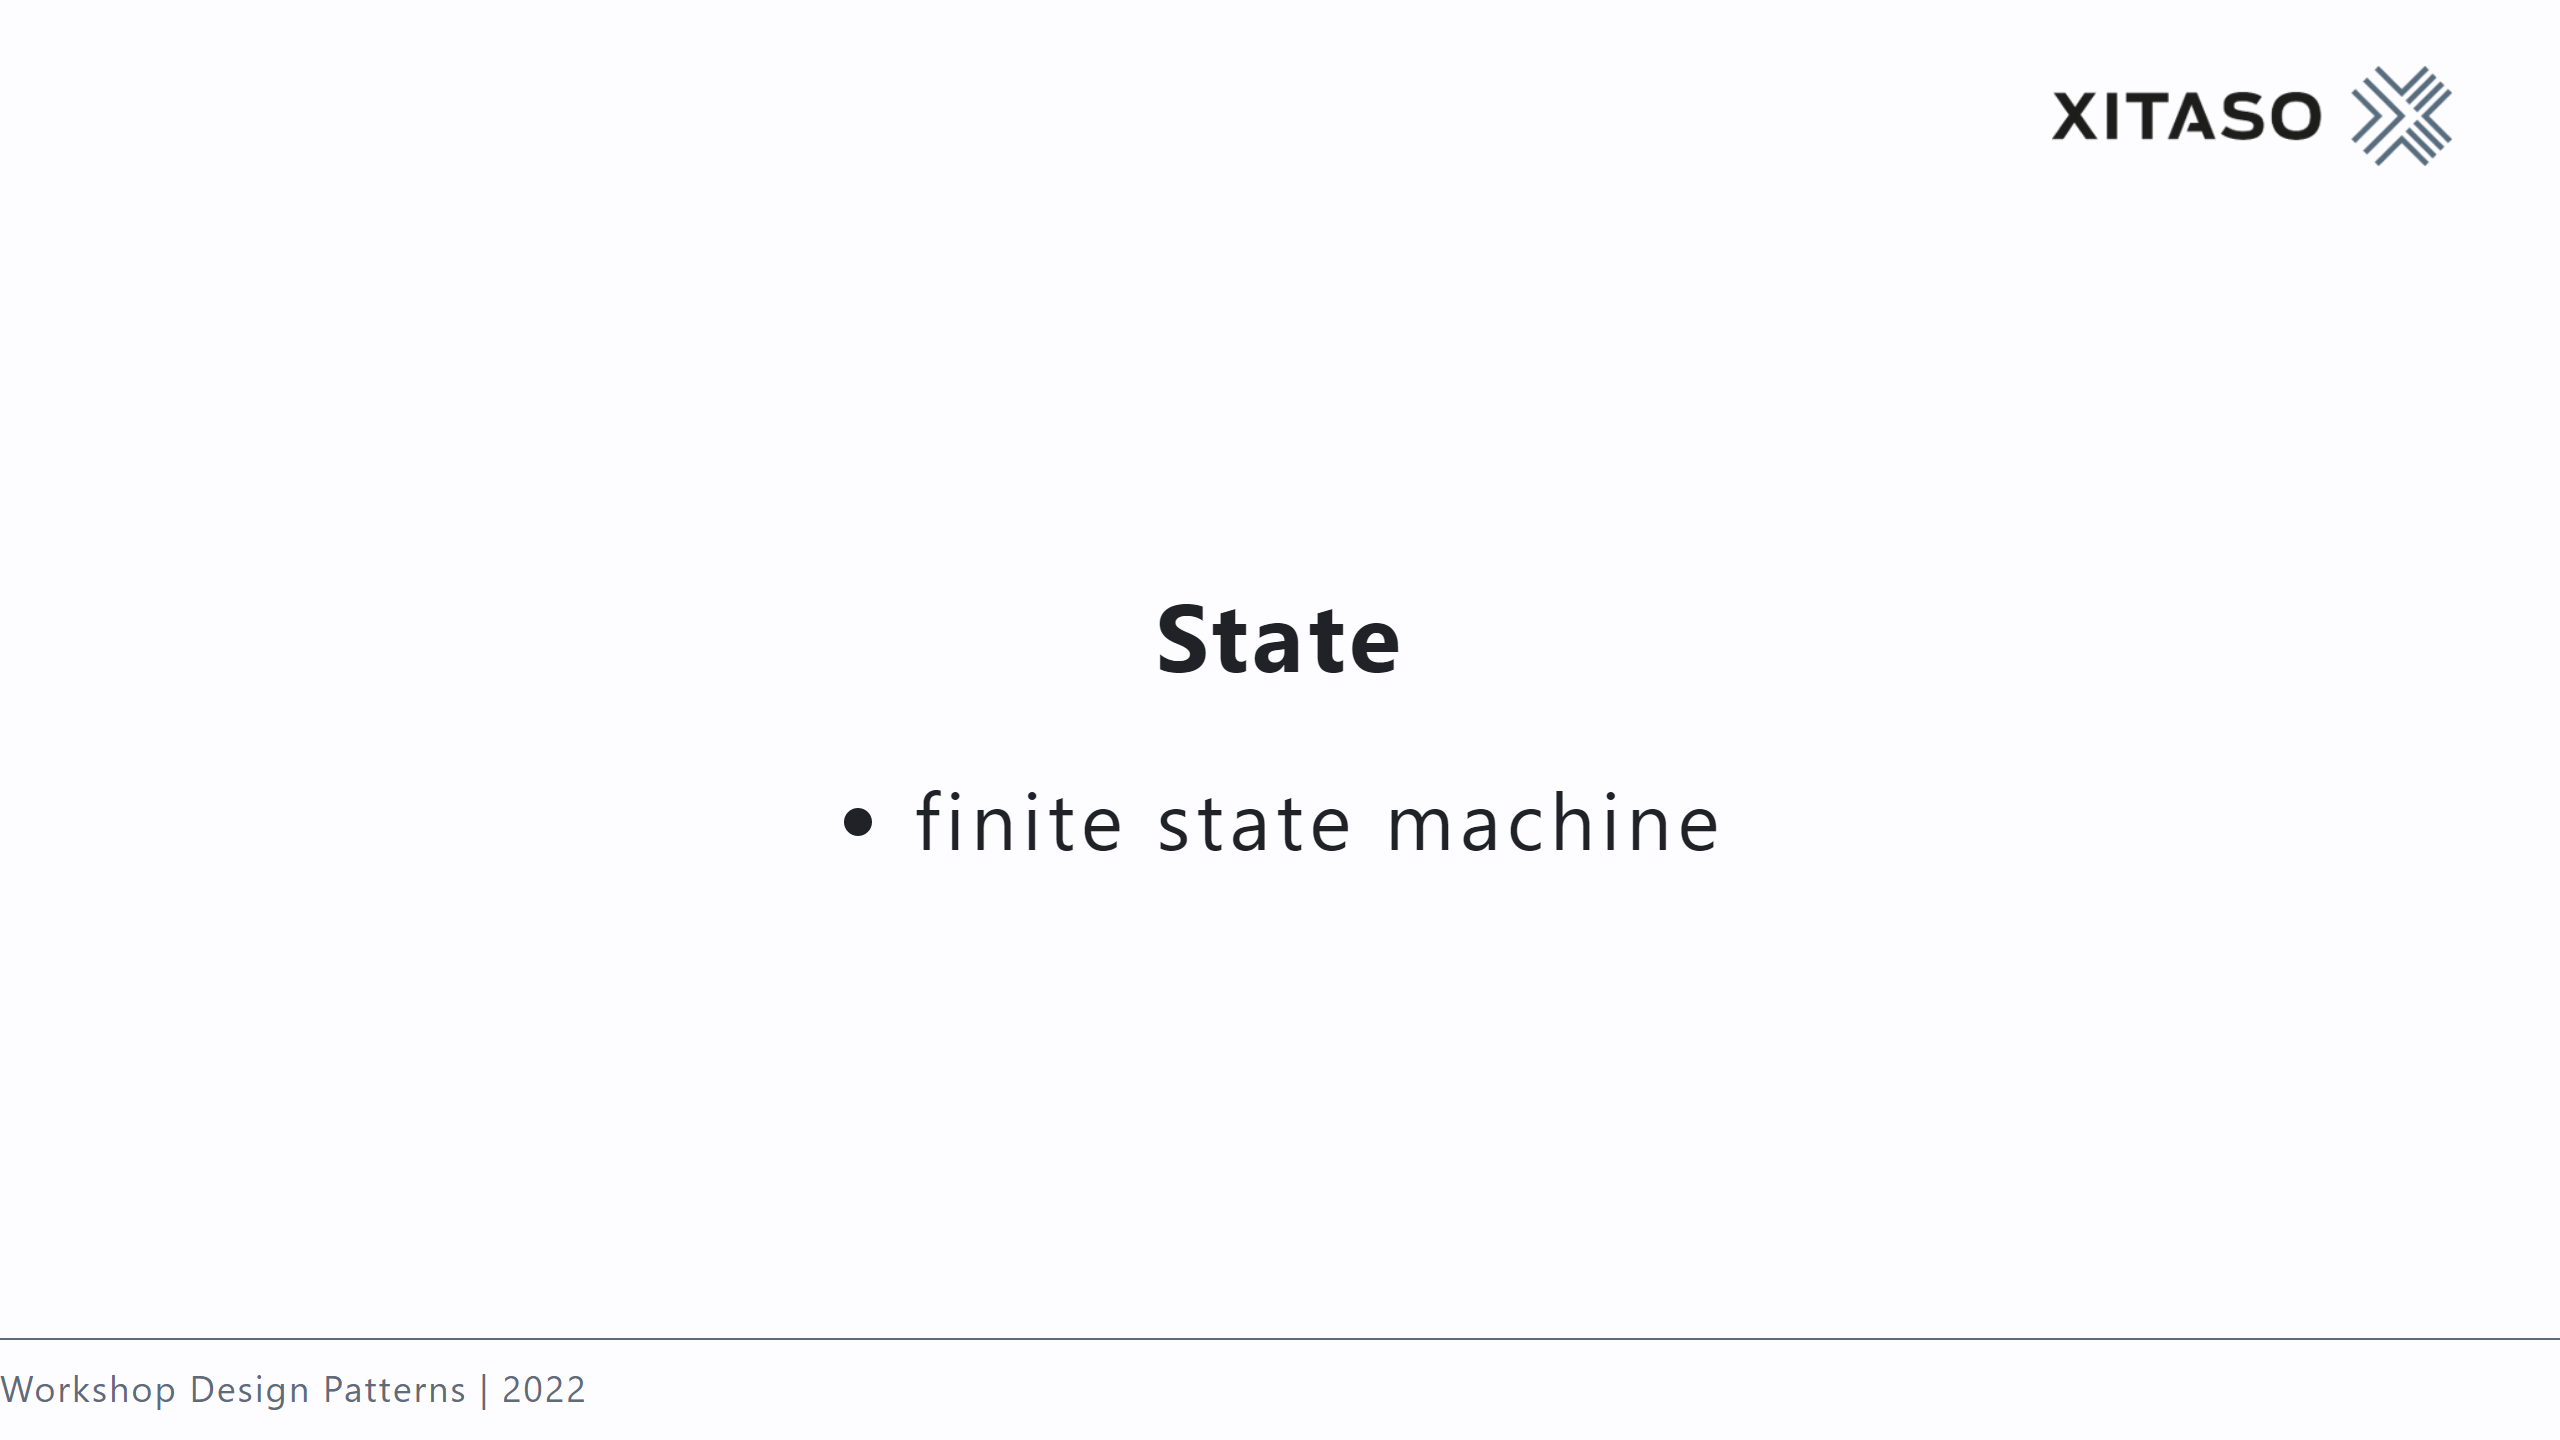 XITASO
State
• finite state machine
Workshop Design Patterns | 2022